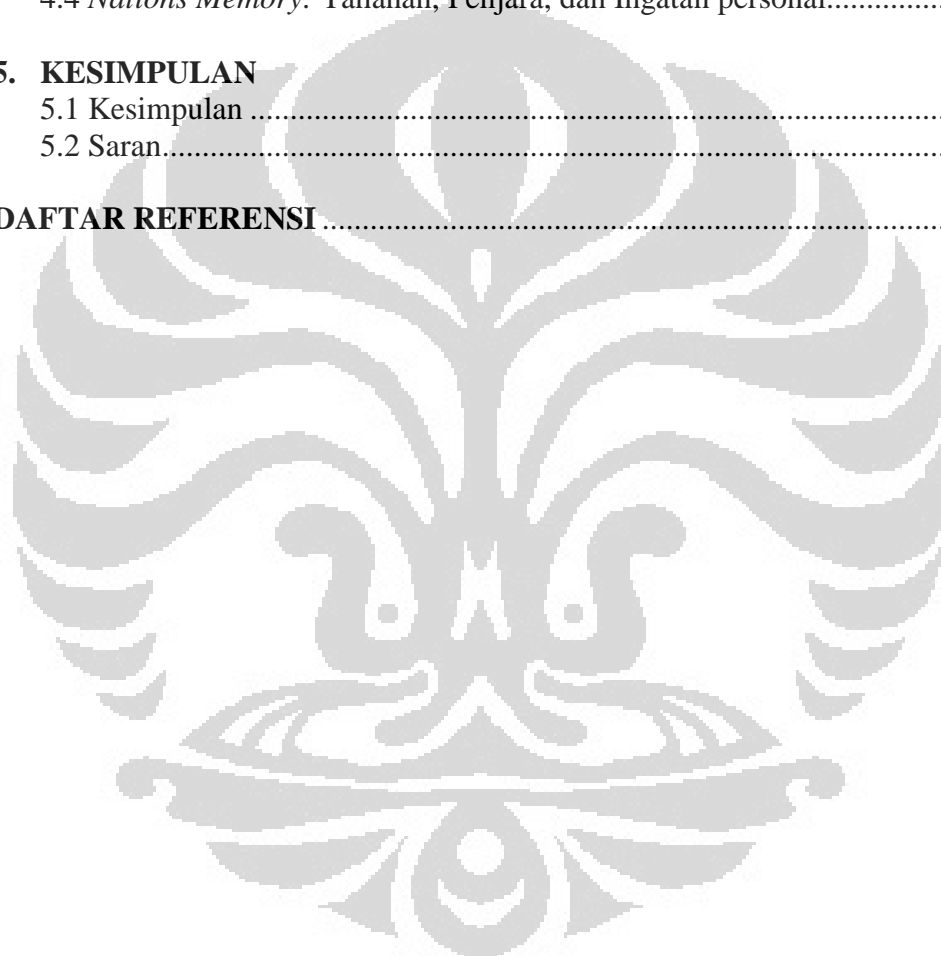 4.4 Nations Memory: Tahanan, Penjara, dan Ingatan personal..............
5. KESIMPULAN
5.1 Kesimpulan ........................................................................................
5.2 Saran...................................................................................................
DAFTAR REFERENSI ...............................................................................